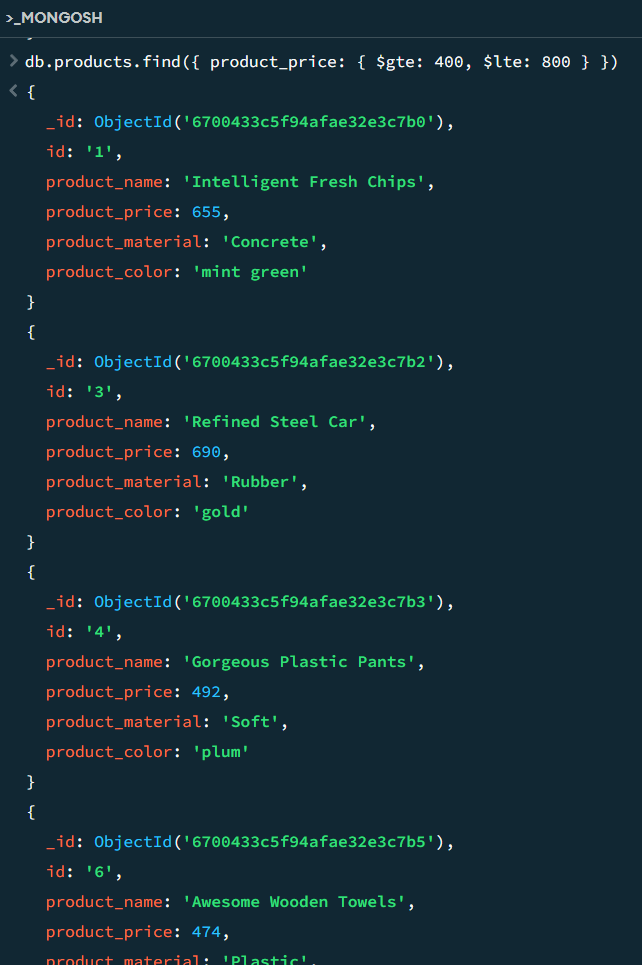 >_MONGOSH
> db.products.find({ product_price: { $gte: 400, $lte: 800 } })
< {
_id: ObjectId('6700433c5f94afae32e3c7b0'),
id: '1',
product_name: 'Intelligent Fresh Chips',
product_price: 655,
product_material: 'Concrete',
product_color: 'mint green'
}
{
_id: ObjectId('6700433c5f94afae32e3c7b2'),
id: '3',
product_name: 'Refined Steel Car',
product_price: 690,
product_material: 'Rubber',
product_color: 'gold'
}
{
_id: ObjectId('6700433c5f94afae32e3c7b3'),
id: '4',
product_name: 'Gorgeous Plastic Pants',
product_price: 492,
product_material: 'Soft',
product_color: 'plum'
}
{
_id: ObjectId('6700433c5f94afae32e3c7b5'),
id: '6',
product_name: 'Awesome Wooden Towels',
product_price: 474,
product_material: 'Plastic',